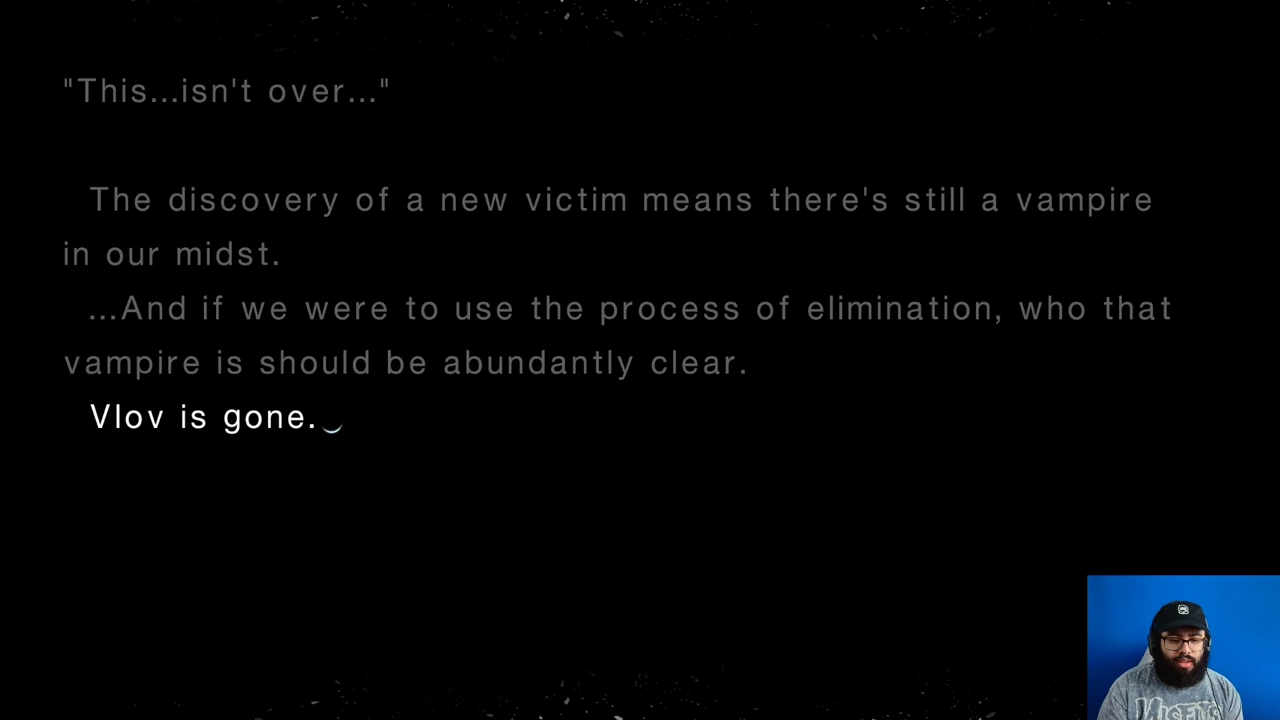 "This...isn't over..."
The discovery of a new victim means there's still a vampire
in our midst.
...And if we were to use the process of elimination, who that
vampire is should be abundantly clear.
Vlov is gone.
MISFITS